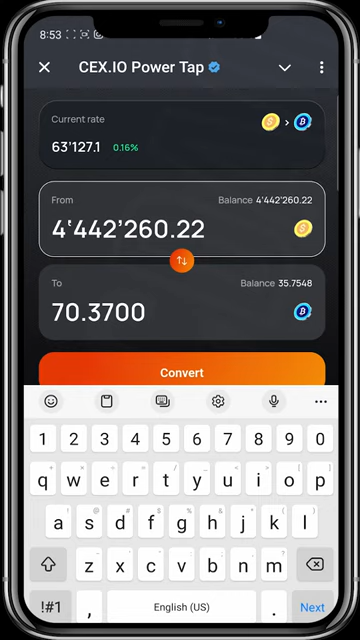 8:53
CEX.IO Power Tap
Current rate
63'127.1 0.16%
From Balance 4'442'260.22
4'442'260.22
To Balance 35.7548
70.3700
Convert
1 2 3 4 5 6 7 8 9 0
q w e r t y u i o p
a s d f g h j k l
z x c v b n m
!#1 , English (US) . Next